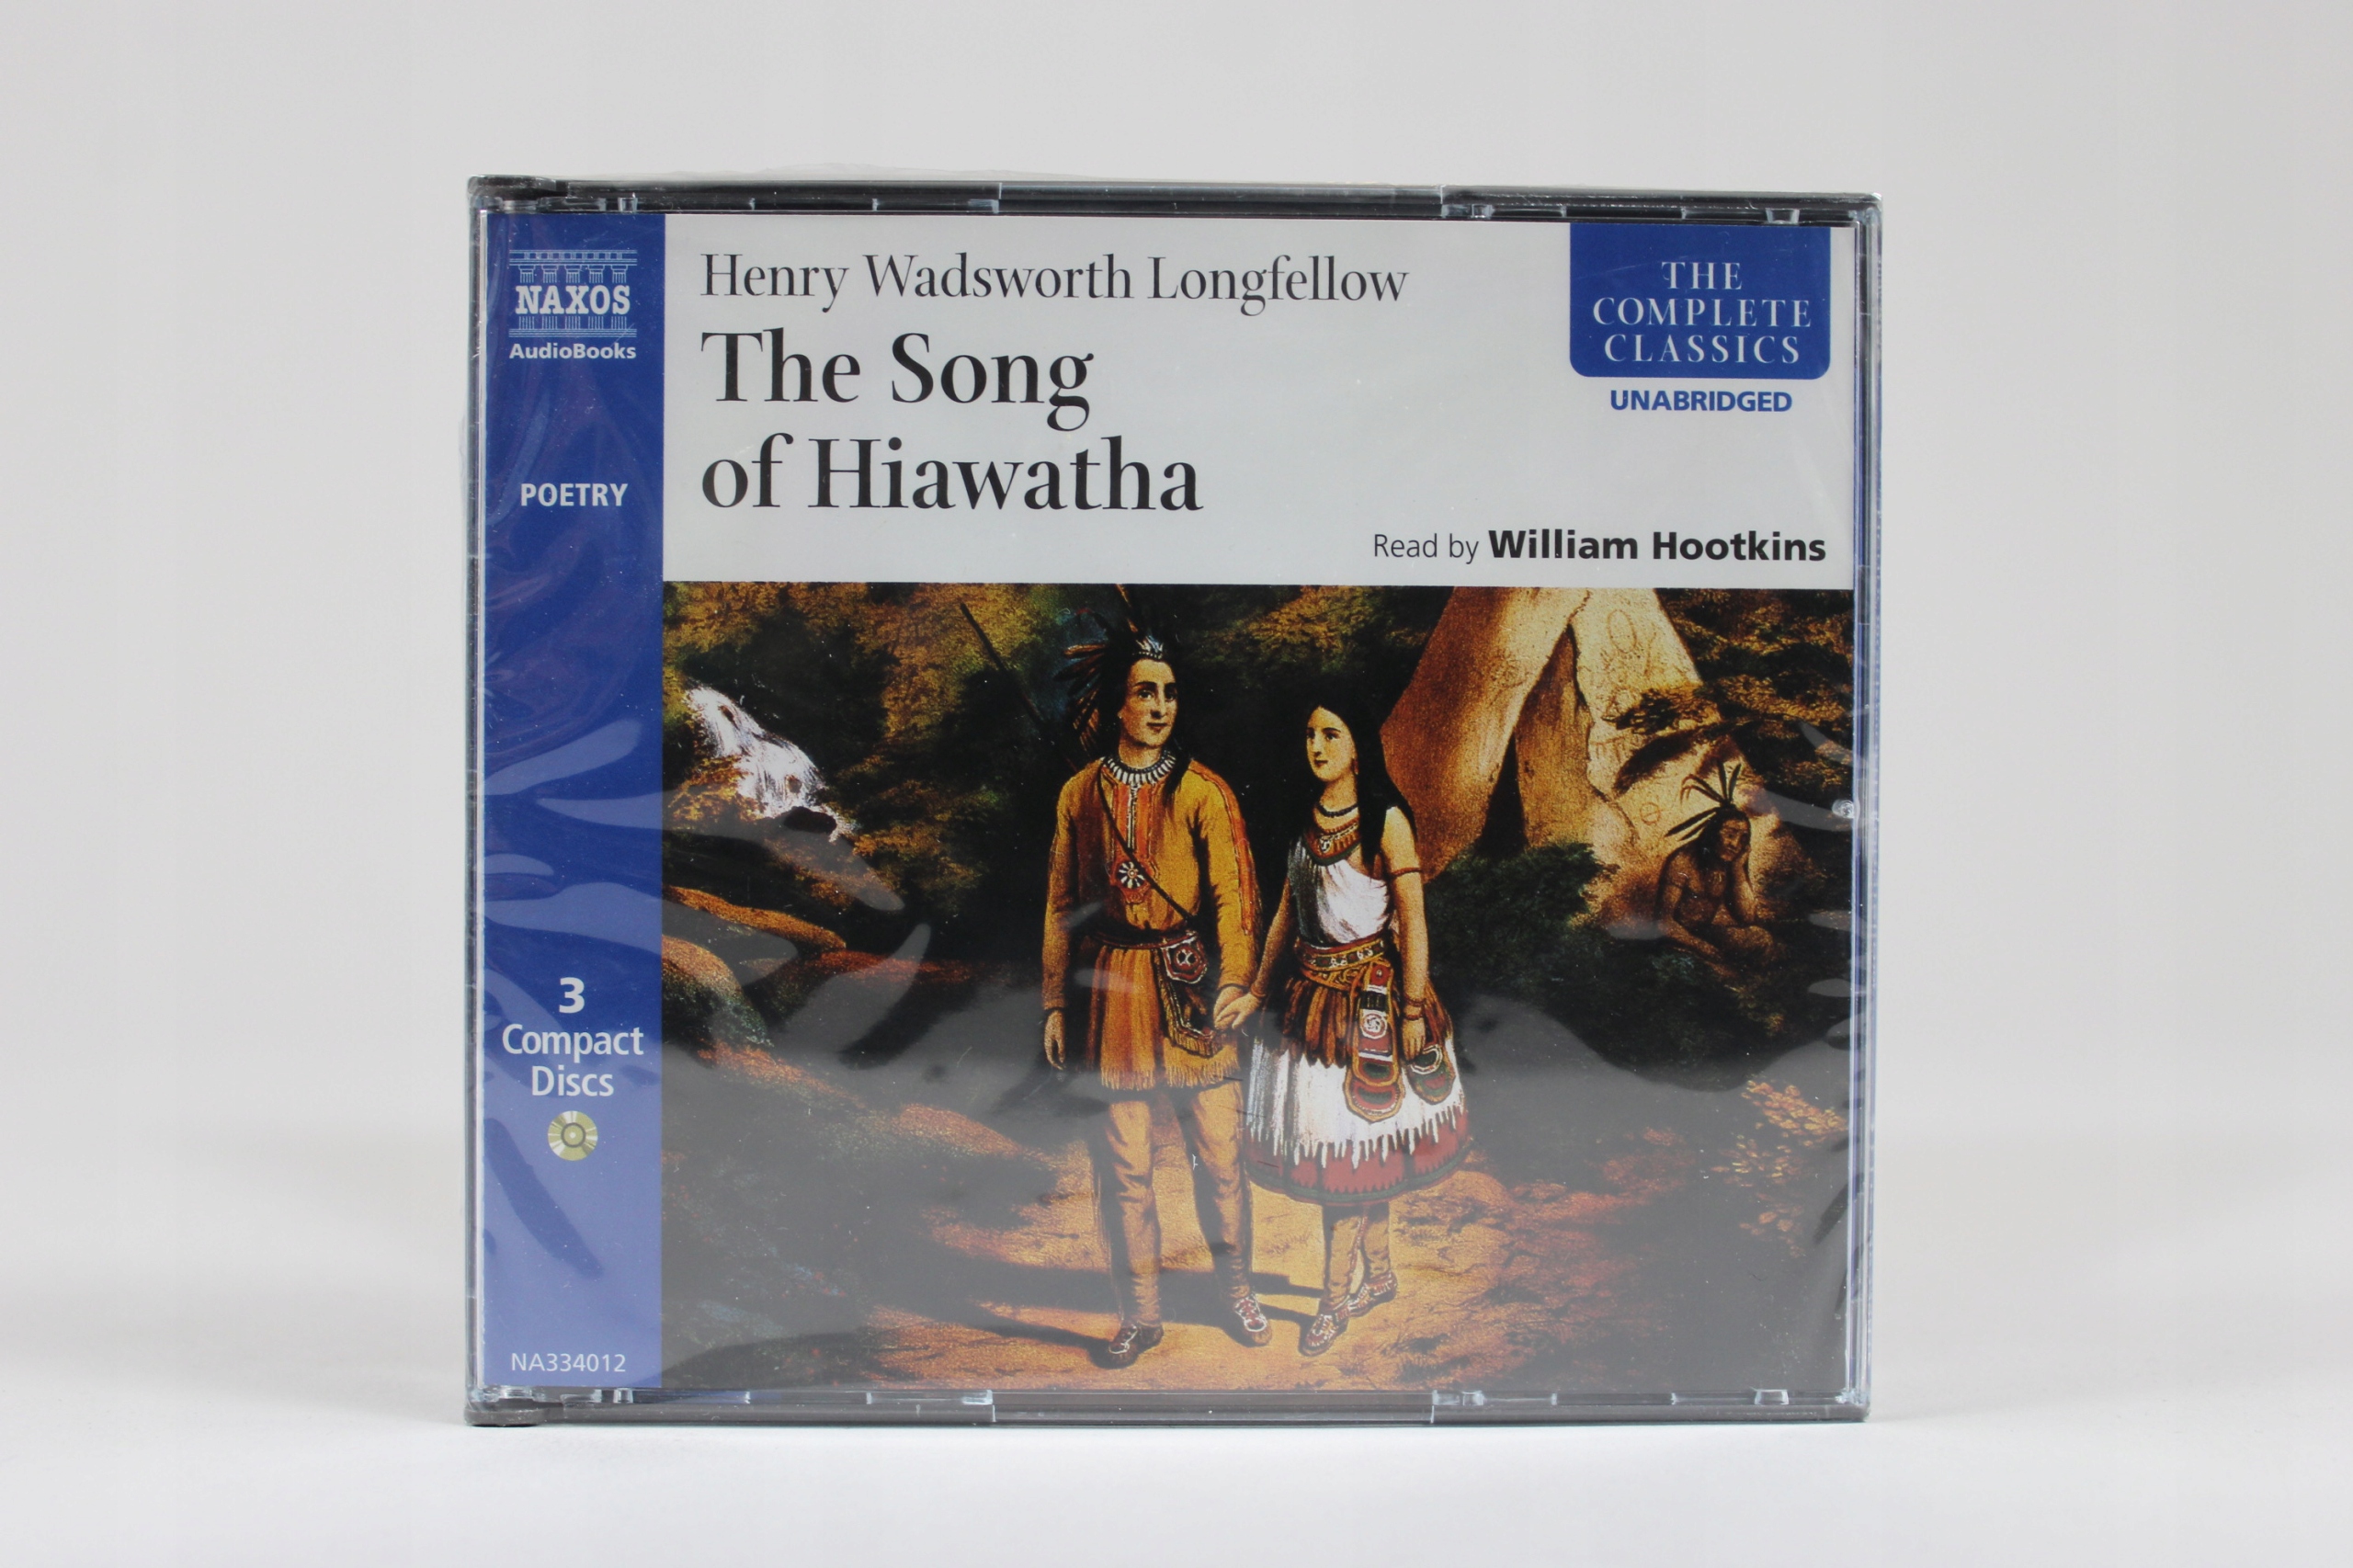 NAXOS
AudioBooks
POETRY
3
Compact
Discs
NA334012
Henry Wadsworth Longfellow
The Song
of Hiawatha
Read by William Hootkins
THE
COMPLETE
CLASSICS
UNABRIDGED